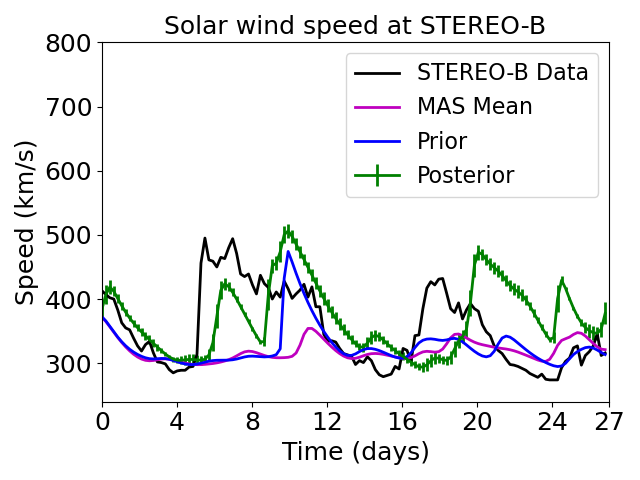 Solar wind speed at STEREO-B
800
700
600
500
400
300
Speed (km/s)
STEREO-B Data
MAS Mean
Prior
Posterior
0 4 8 12 16 20 24 27
Time (days)